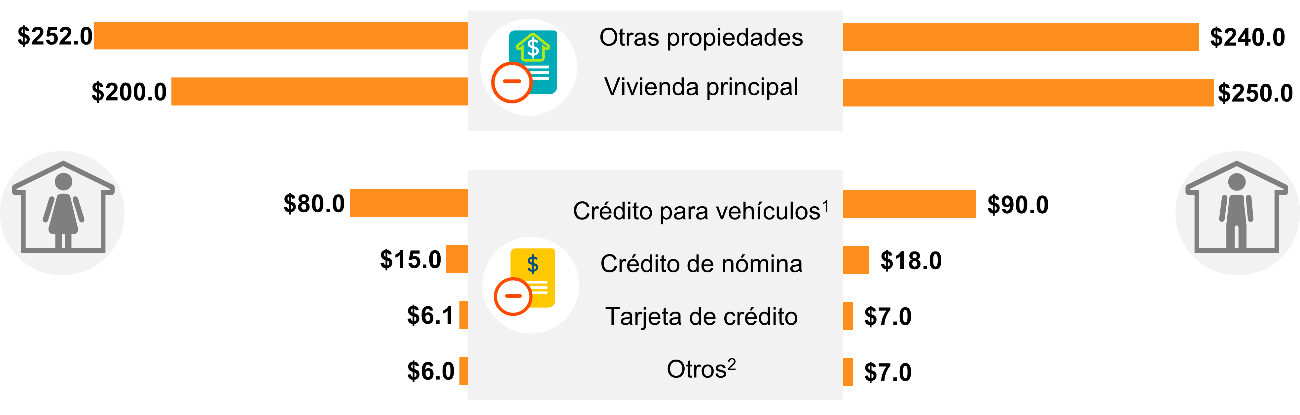 $252.0 Otras propiedades $240.0
$200.0 Vivienda principal $250.0
$80.0 Crédito para vehículos¹ $90.0
$15.0 $ Crédito de nómina $18.0
$6.1 Tarjeta de crédito $7.0
$6.0 Otros² $7.0